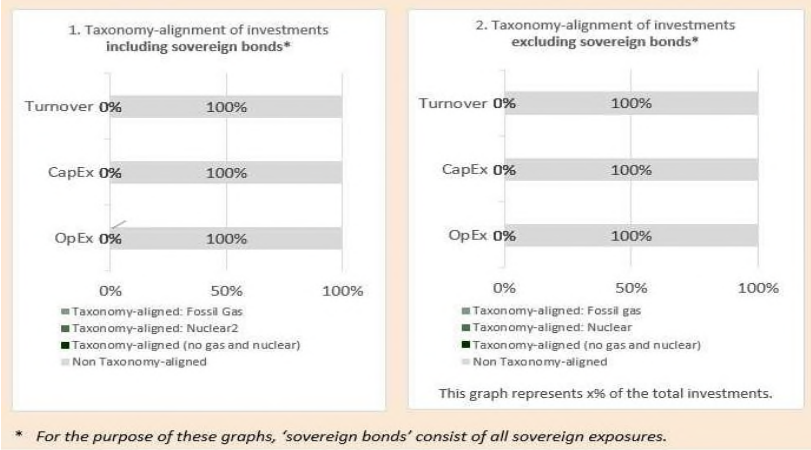 1. Taxonomy-alignment of investments
including sovereign bonds*
Turnover 0% 100%
CapEx 0% 100%
OpEx 0% 100%
0% 50% 100%
Taxonomy-aligned: Fossil Gas
Taxonomy-aligned: Nuclear2
Taxonomy-aligned (no gas and nuclear)
Non Taxonomy-aligned
2. Taxonomy-alignment of investments
excluding sovereign bonds*
Turnover 0% 100%
CapEx 0% 100%
OpEx 0% 100%
0% 50% 100%
Taxonomy-aligned: Fossil gas
Taxonomy-aligned: Nuclear
Taxonomy-aligned (no gas and nuclear)
Non Taxonomy-aligned
This graph represents x% of the total investments.
* For the purpose of these graphs, ‘sovereign bonds’ consist of all sovereign exposures.